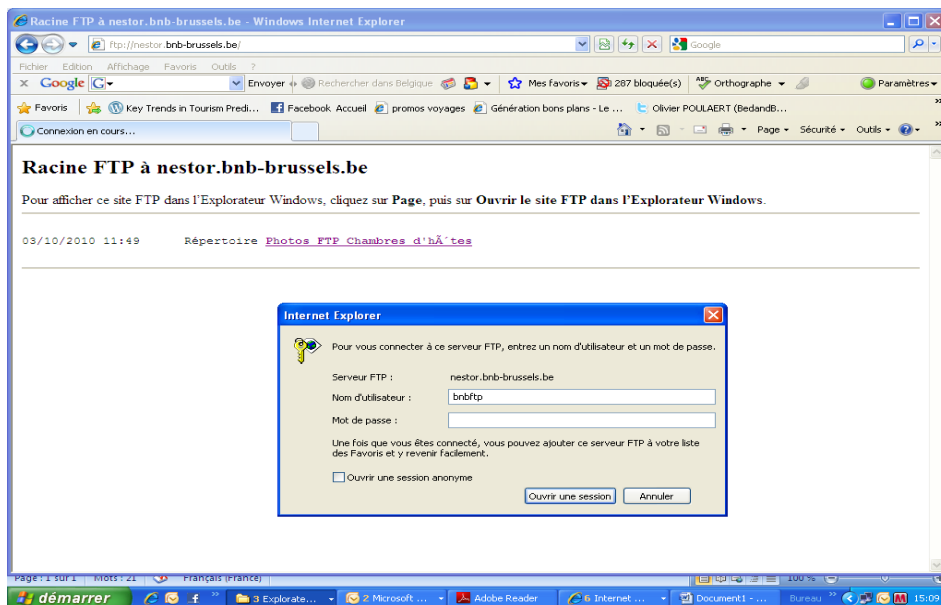 Racine FTP à nestor.bnb-brussels.be - Windows Internet Explorer
ftp://nestor.bnb-brussels.be/
Google
Fichier Edition Affichage Favoris Outils ?
x Google G Envoyer Rechercher dans Belgique Mes favoris 287 bloquée(s) Orthographe Paramètres
Favoris Key Trends in Tourism Predi... Facebook Accueil promos voyages Génération bons plans - Le ... Olivier POULAERT (BedandB... »
Connexion en cours... Page Sécurité Outils »
Racine FTP à nestor.bnb-brussels.be
Pour afficher ce site FTP dans l'Explorateur Windows, cliquez sur Page, puis sur Ouvrir le site FTP dans l'Explorateur Windows.
03/10/2010 11:49 Répertoire Photos FTP Chambres d'hÃ´tes
Internet Explorer
Pour vous connecter à ce serveur FTP, entrez un nom d'utilisateur et un mot de passe.
Serveur FTP : nestor.bnb-brussels.be
Nom d'utilisateur : bnbftp
Mot de passe :
Une fois que vous êtes connecté, vous pouvez ajouter ce serveur FTP à votre liste
des Favoris et y revenir facilement.
Ouvrir une session anonyme
Ouvrir une session Annuler
Page : 1 sur 1 Mots : 21 Français (France) 100 %
démarrer » 3 Explorate... 2 Microsoft ... Adobe Reader 6 Internet ... Document1 - ... Bureau » 15:09